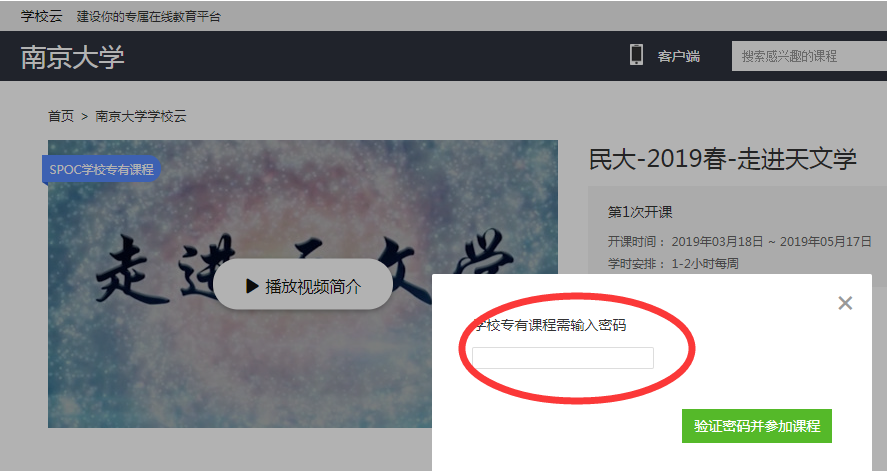 学校云 建设你的专属在线教育平台
南京大学 客户端 搜索感兴趣的课程
首页 > 南京大学学校云
SPOC学校专有课程
走进天文学
播放视频简介
民大-2019春-走进天文学
第1次开课
开课时间： 2019年03月18日 ~ 2019年05月17日
学时安排： 1-2小时每周
学校专有课程需输入密码
验证密码并参加课程